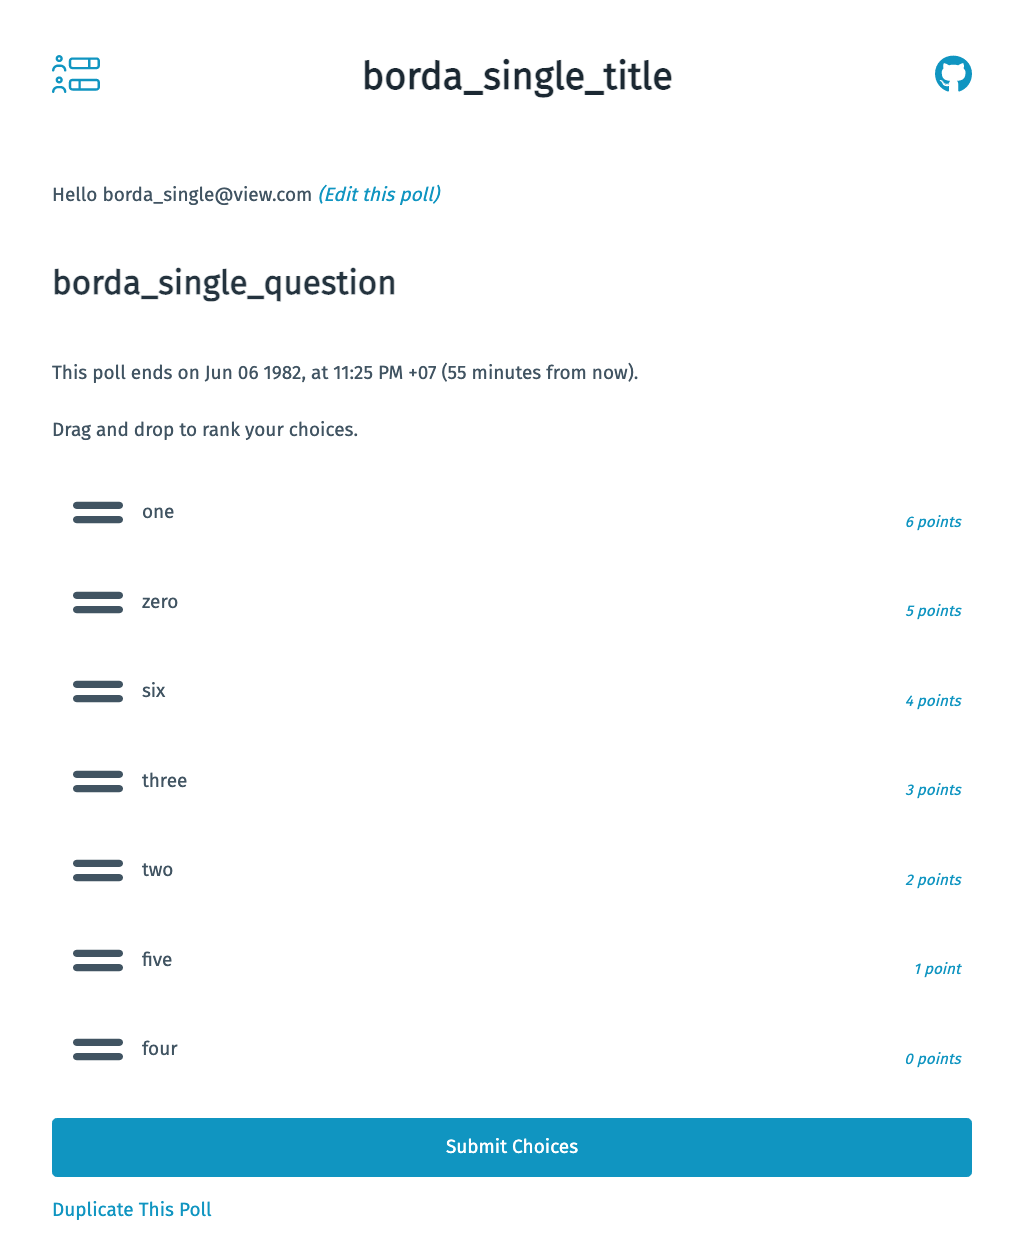 borda_single_title
Hello borda_single@view.com (Edit this poll)
borda_single_question
This poll ends on Jun 06 1982, at 11:25 PM +07 (55 minutes from now).
Drag and drop to rank your choices.
one
6 points
zero
5 points
six
4 points
three
3 points
two
2 points
five
1 point
four
0 points
Submit Choices
Duplicate This Poll